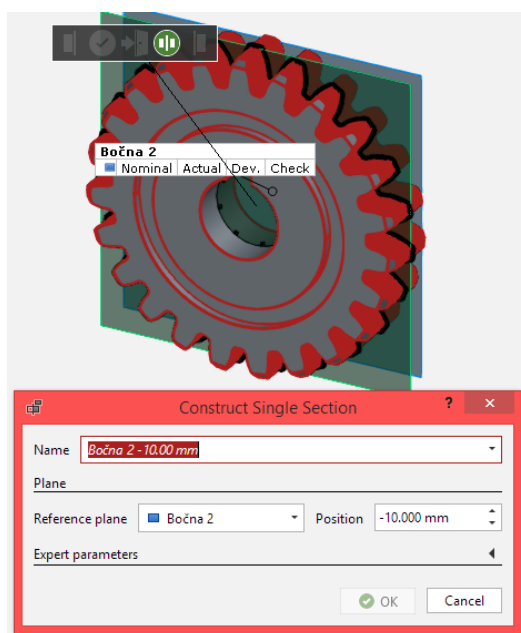 Bočna 2
Nominal Actual Dev. Check
Construct Single Section ? ×
Name Bočna 2 -10.00 mm
Plane
Reference plane Bočna 2 Position -10.000 mm
Expert parameters
OK Cancel